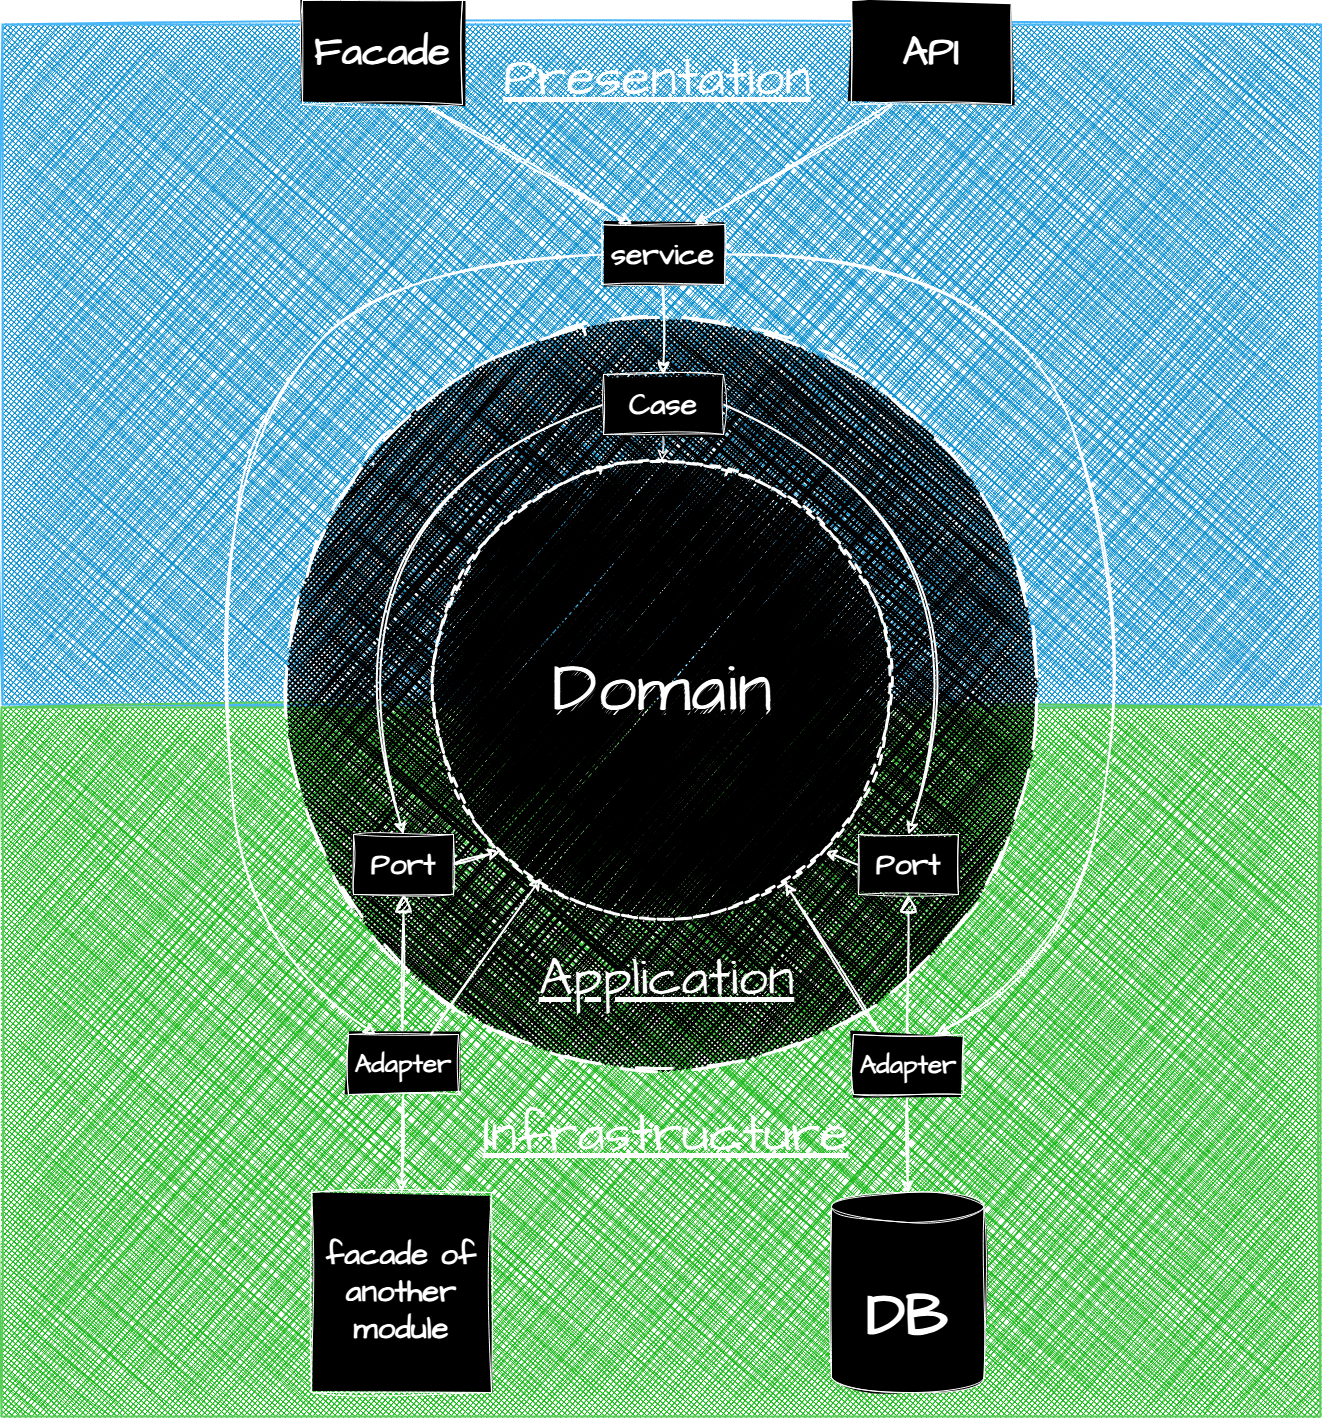 Facade
API
Presentation
service
Case
Domain
Port
Port
Application
Adapter
Adapter
Infrastructure
facade of
another
module
DB